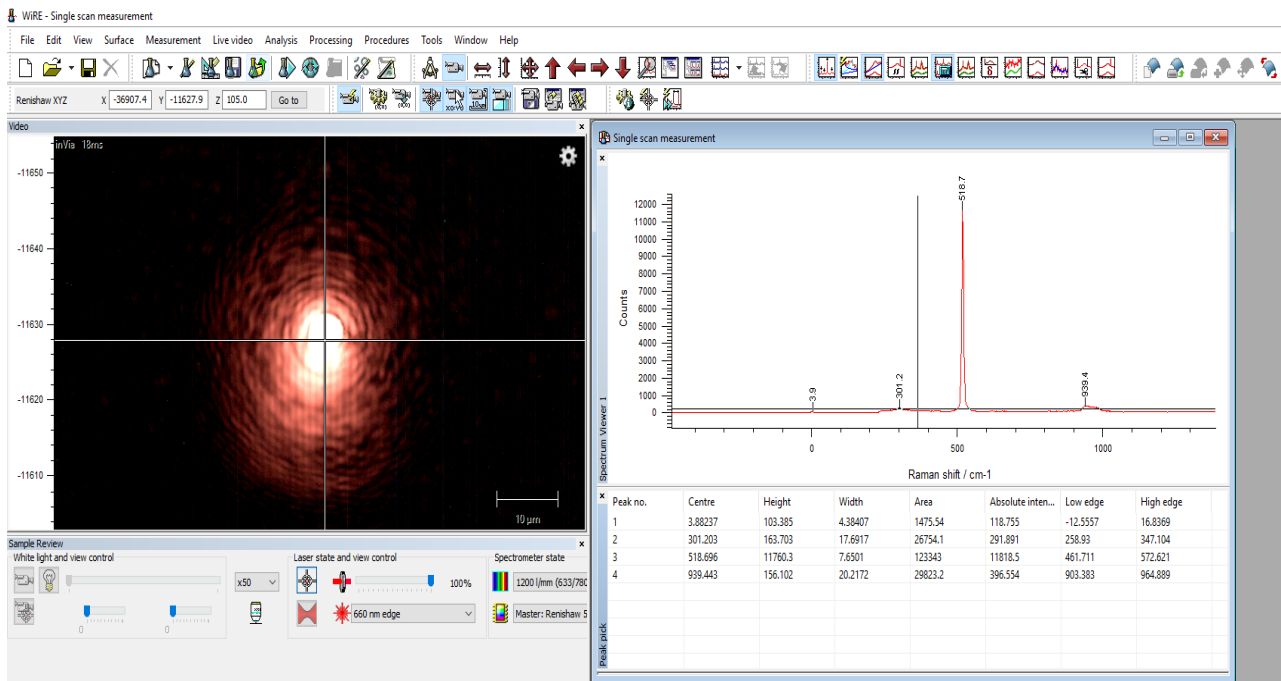 WiRE - Single scan measurement
File Edit View Surface Measurement Live video Analysis Processing Procedures Tools Window Help
Renishaw XYZ X -36907.4 Y -11627.9 Z 105.0 Go to
Video
inVia 18ms
-11650
-11640
-11630
-11620
-11610
10 µm
Sample Review
White light and view control
x50
0 0
Laser state and view control
100%
660 nm edge
Spectrometer state
1200 l/mm (633/780
Master: Renishaw S
Single scan measurement
Spectrum Viewer 1
Counts
12000
11000
10000
9000
8000
7000
6000
5000
4000
3000
2000
1000
0
3.9
301.2
518.7
939.4
0 500 1000
Raman shift / cm-1
Peak pick
Peak no. Centre Height Width Area Absolute inten... Low edge High edge
1 3.88237 103.385 4.38407 1475.54 118.755 -12.5557 16.8369
2 301.203 163.703 17.6917 26754.1 291.891 258.93 347.104
3 518.696 11760.3 7.6501 123343 11818.5 461.711 572.621
4 939.443 156.102 20.2172 29823.2 396.554 903.383 964.889